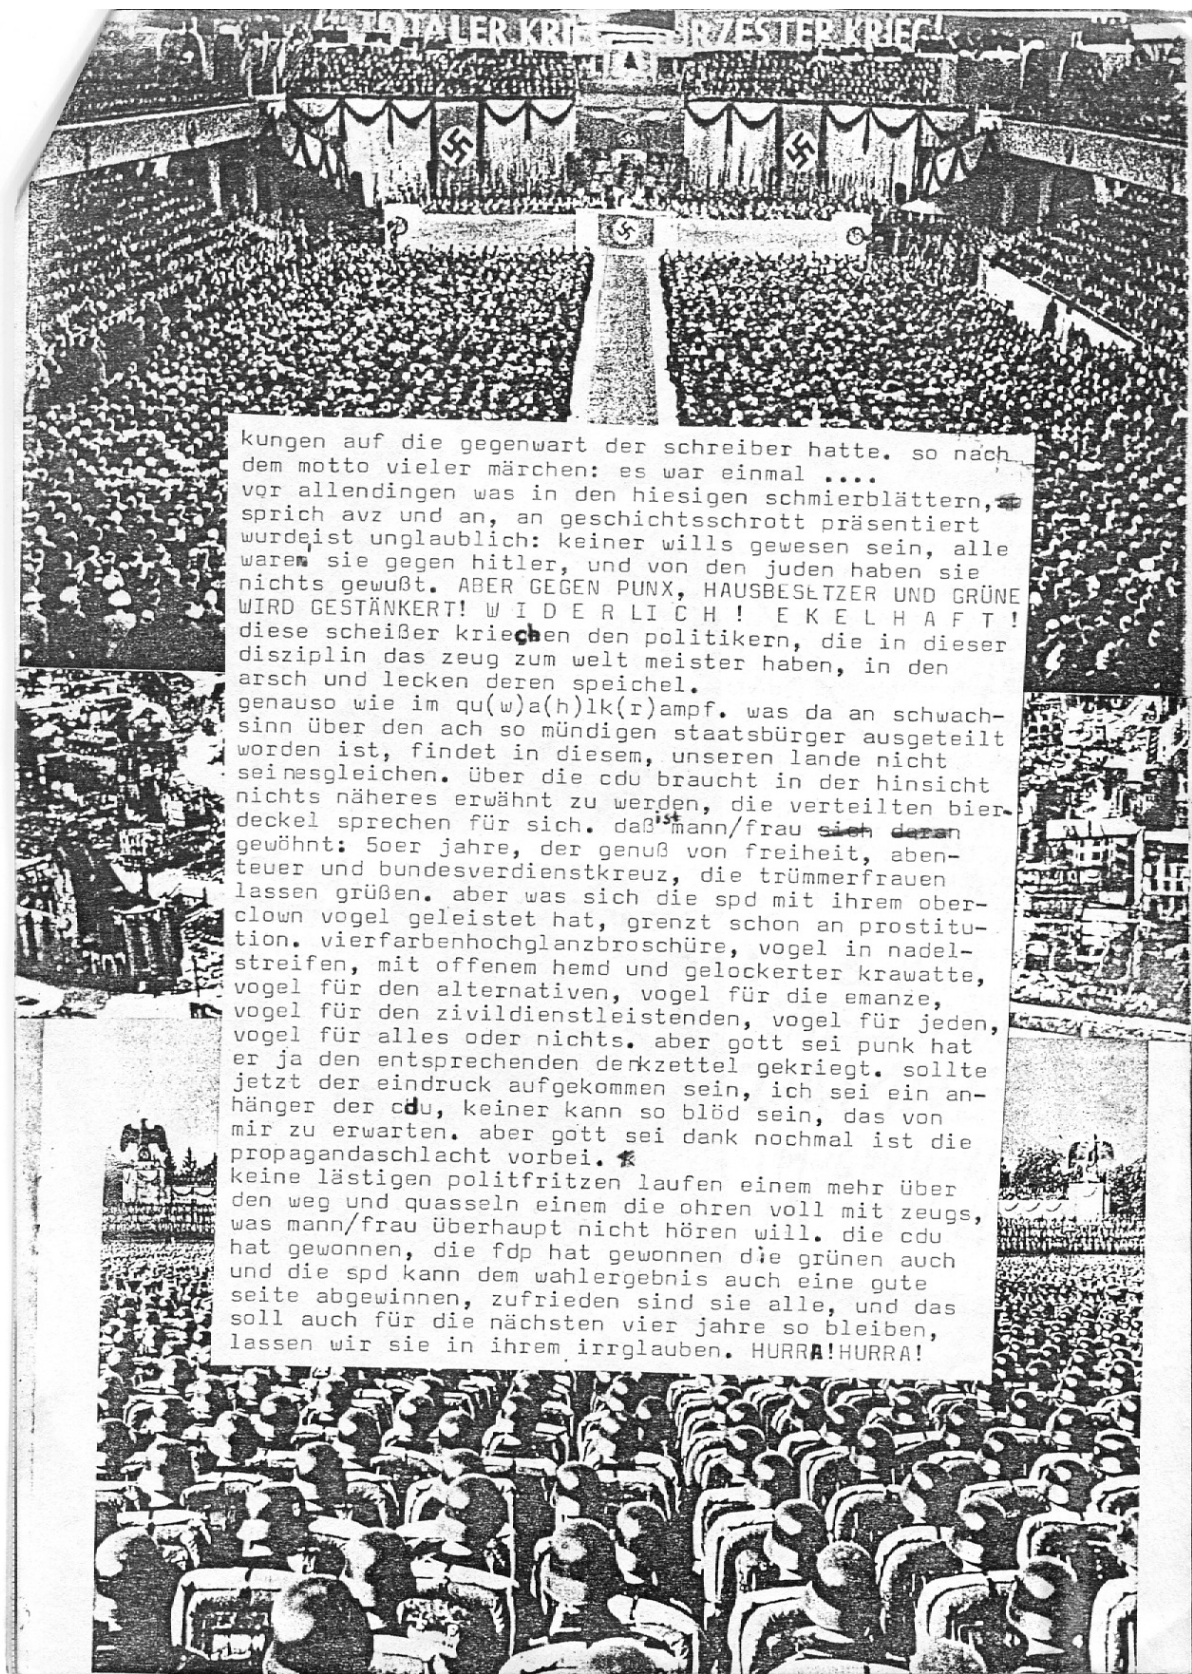 TOTALER KRIEG KÜRZESTER KRIEG
kungen auf die gegenwart der schreiber hatte. so nach
dem motto vieler märchen: es war einmal ....
vor allendingen was in den hiesigen schmierblättern,
sprich avz und an, an geschichtsschrott präsentiert
wurde ist unglaublich: keiner wills gewesen sein, alle
waren sie gegen hitler, und von den juden haben sie
nichts gewußt. ABER GEGEN PUNX, HAUSBESETZER UND GRÜNE
WIRD GESTÄNKERT! W I D E R L I C H ! E K E L H A F T !
diese scheißer kriechen den politikern, die in dieser
disziplin das zeug zum welt meister haben, in den
arsch und lecken deren speichel.
genauso wie im qu(w)a(h)lk(r)ampf. was da an schwach-
sinn über den ach so mündigen staatsbürger ausgeteilt
worden ist, findet in diesem, unseren lande nicht
seinesgleichen. über die cdu braucht in der hinsicht
nichts näheres erwähnt zu werden, die verteilten bier-
deckel sprechen für sich. daß ist mann/frau sich daran
gewöhnt: 5oer jahre, der genuß von freiheit, aben-
teuer und bundesverdienstkreuz, die trümmerfrauen
lassen grüßen. aber was sich die spd mit ihrem ober-
clown vogel geleistet hat, grenzt schon an prostitu-
tion. vierfarbenhochglanzbroschüre, vogel in nadel-
streifen, mit offenem hemd und gelockerter krawatte,
vogel für den alternativen, vogel für die emanze,
vogel für den zivildienstleistenden, vogel für jeden,
vogel für alles oder nichts. aber gott sei punk hat
er ja den entsprechenden denkzettel gekriegt. sollte
jetzt der eindruck aufgekommen sein, ich sei ein an-
hänger der cdu, keiner kann so blöd sein, das von
mir zu erwarten. aber gott sei dank nochmal ist die
propagandaschlacht vorbei.
keine lästigen politfritzen laufen einem mehr über
den weg und quasseln einem die ohren voll mit zeugs,
was mann/frau überhaupt nicht hören will. die cdu
hat gewonnen, die fdp hat gewonnen die grünen auch
und die spd kann dem wahlergebnis auch eine gute
seite abgewinnen, zufrieden sind sie alle, und das
soll auch für die nächsten vier jahre so bleiben,
lassen wir sie in ihrem irrglauben. HURRA!HURRA!